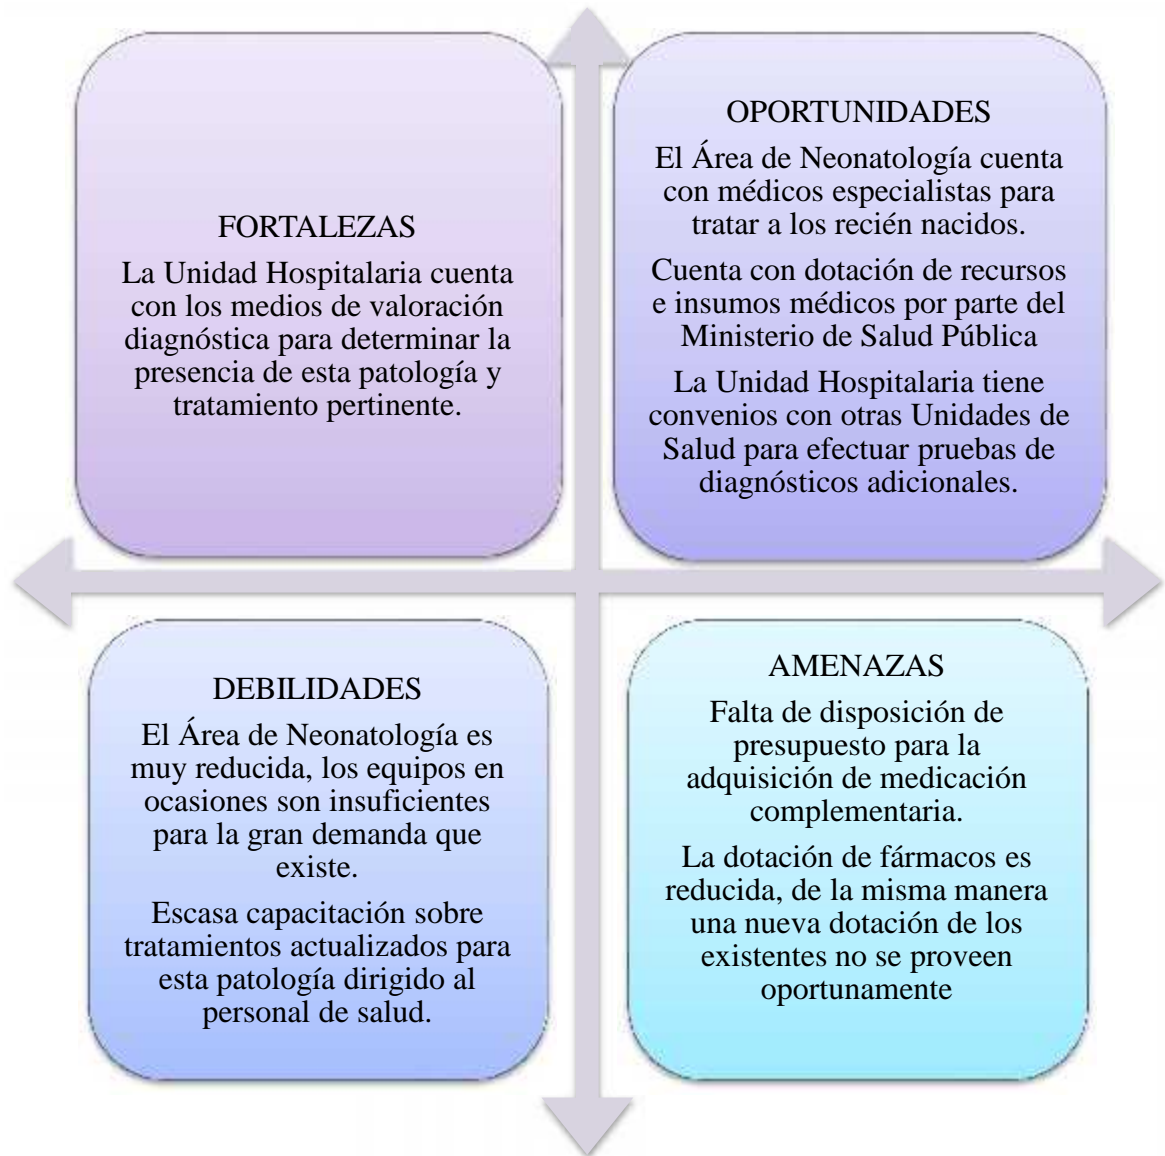 FORTALEZAS
La Unidad Hospitalaria cuenta
con los medios de valoración
diagnóstica para determinar la
presencia de esta patología y
tratamiento pertinente.
OPORTUNIDADES
El Área de Neonatología cuenta
con médicos especialistas para
tratar a los recién nacidos.
Cuenta con dotación de recursos
e insumos médicos por parte del
Ministerio de Salud Pública
La Unidad Hospitalaria tiene
convenios con otras Unidades de
Salud para efectuar pruebas de
diagnósticos adicionales.
DEBILIDADES
El Área de Neonatología es
muy reducida, los equipos en
ocasiones son insuficientes
para la gran demanda que
existe.
Escasa capacitación sobre
tratamientos actualizados para
esta patología dirigido al
personal de salud.
AMENAZAS
Falta de disposición de
presupuesto para la
adquisición de medicación
complementaria.
La dotación de fármacos es
reducida, de la misma manera
una nueva dotación de los
existentes no se proveen
oportunamente